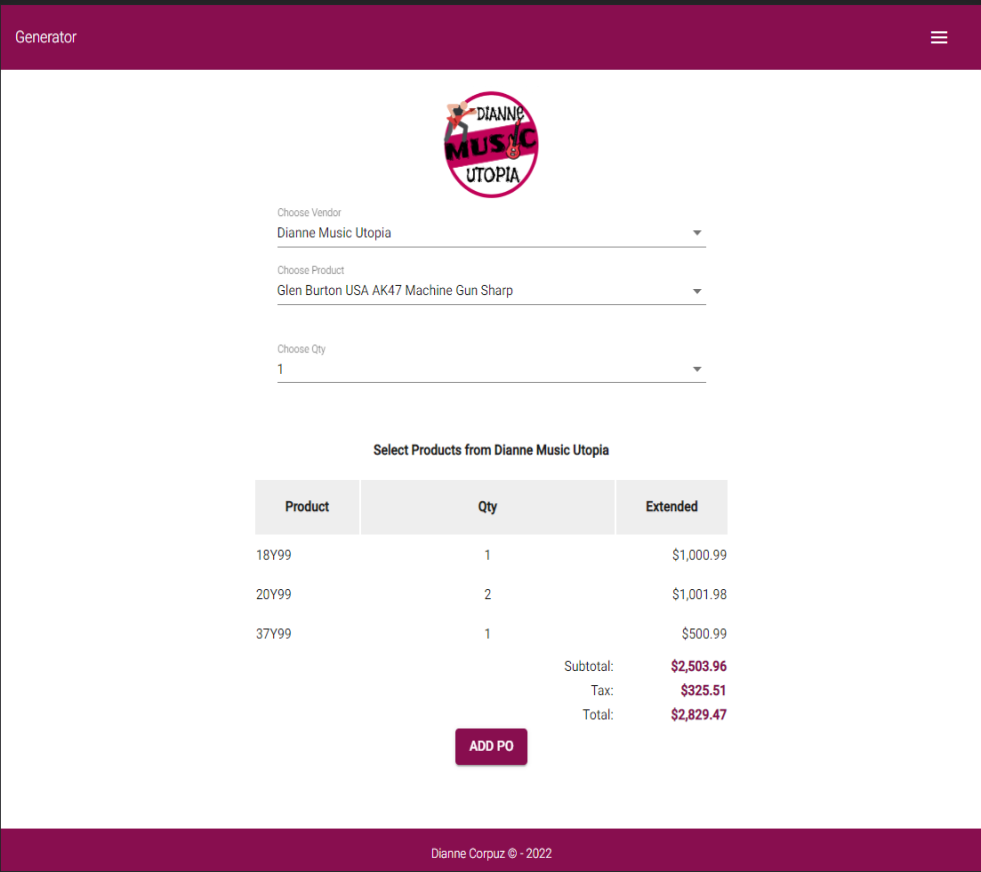 Generator
DIANNE
MUSIC
UTOPIA
Choose Vendor
Dianne Music Utopia
Choose Product
Glen Burton USA AK47 Machine Gun Sharp
Choose Qty
1
Select Products from Dianne Music Utopia
Product Qty Extended
18Y99 1 $1,000.99
20Y99 2 $1,001.98
37Y99 1 $500.99
Subtotal: $2,503.96
Tax: $325.51
Total: $2,829.47
ADD PO
Dianne Corpuz © - 2022